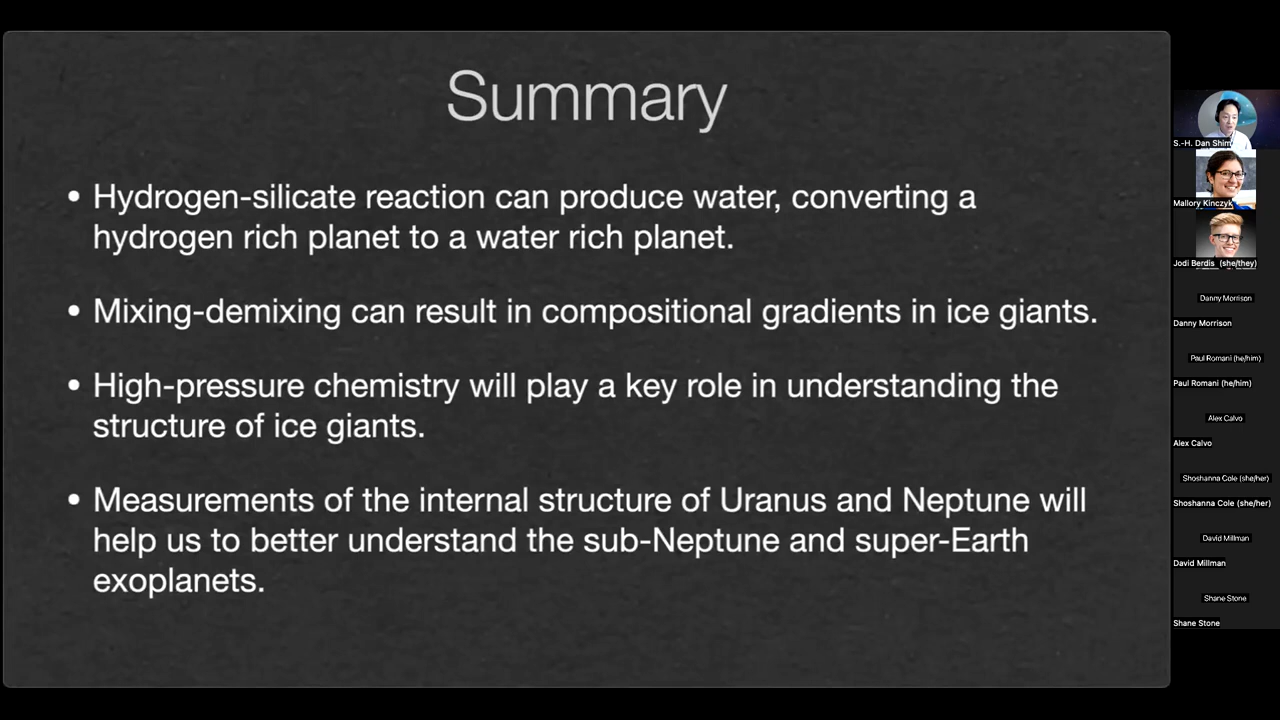 Summary
• Hydrogen-silicate reaction can produce water, converting a
hydrogen rich planet to a water rich planet.
• Mixing-demixing can result in compositional gradients in ice giants.
• High-pressure chemistry will play a key role in understanding the
structure of ice giants.
• Measurements of the internal structure of Uranus and Neptune will
help us to better understand the sub-Neptune and super-Earth
exoplanets.
S.-H. Dan Shim
Mallory Kinczyk
Jodi Berdis (she/they)
Danny Morrison
Danny Morrison
Paul Romani (he/him)
Paul Romani (he/him)
Alex Calvo
Alex Calvo
Shoshanna Cole (she/her)
Shoshanna Cole (she/her)
David Millman
David Millman
Shane Stone
Shane Stone